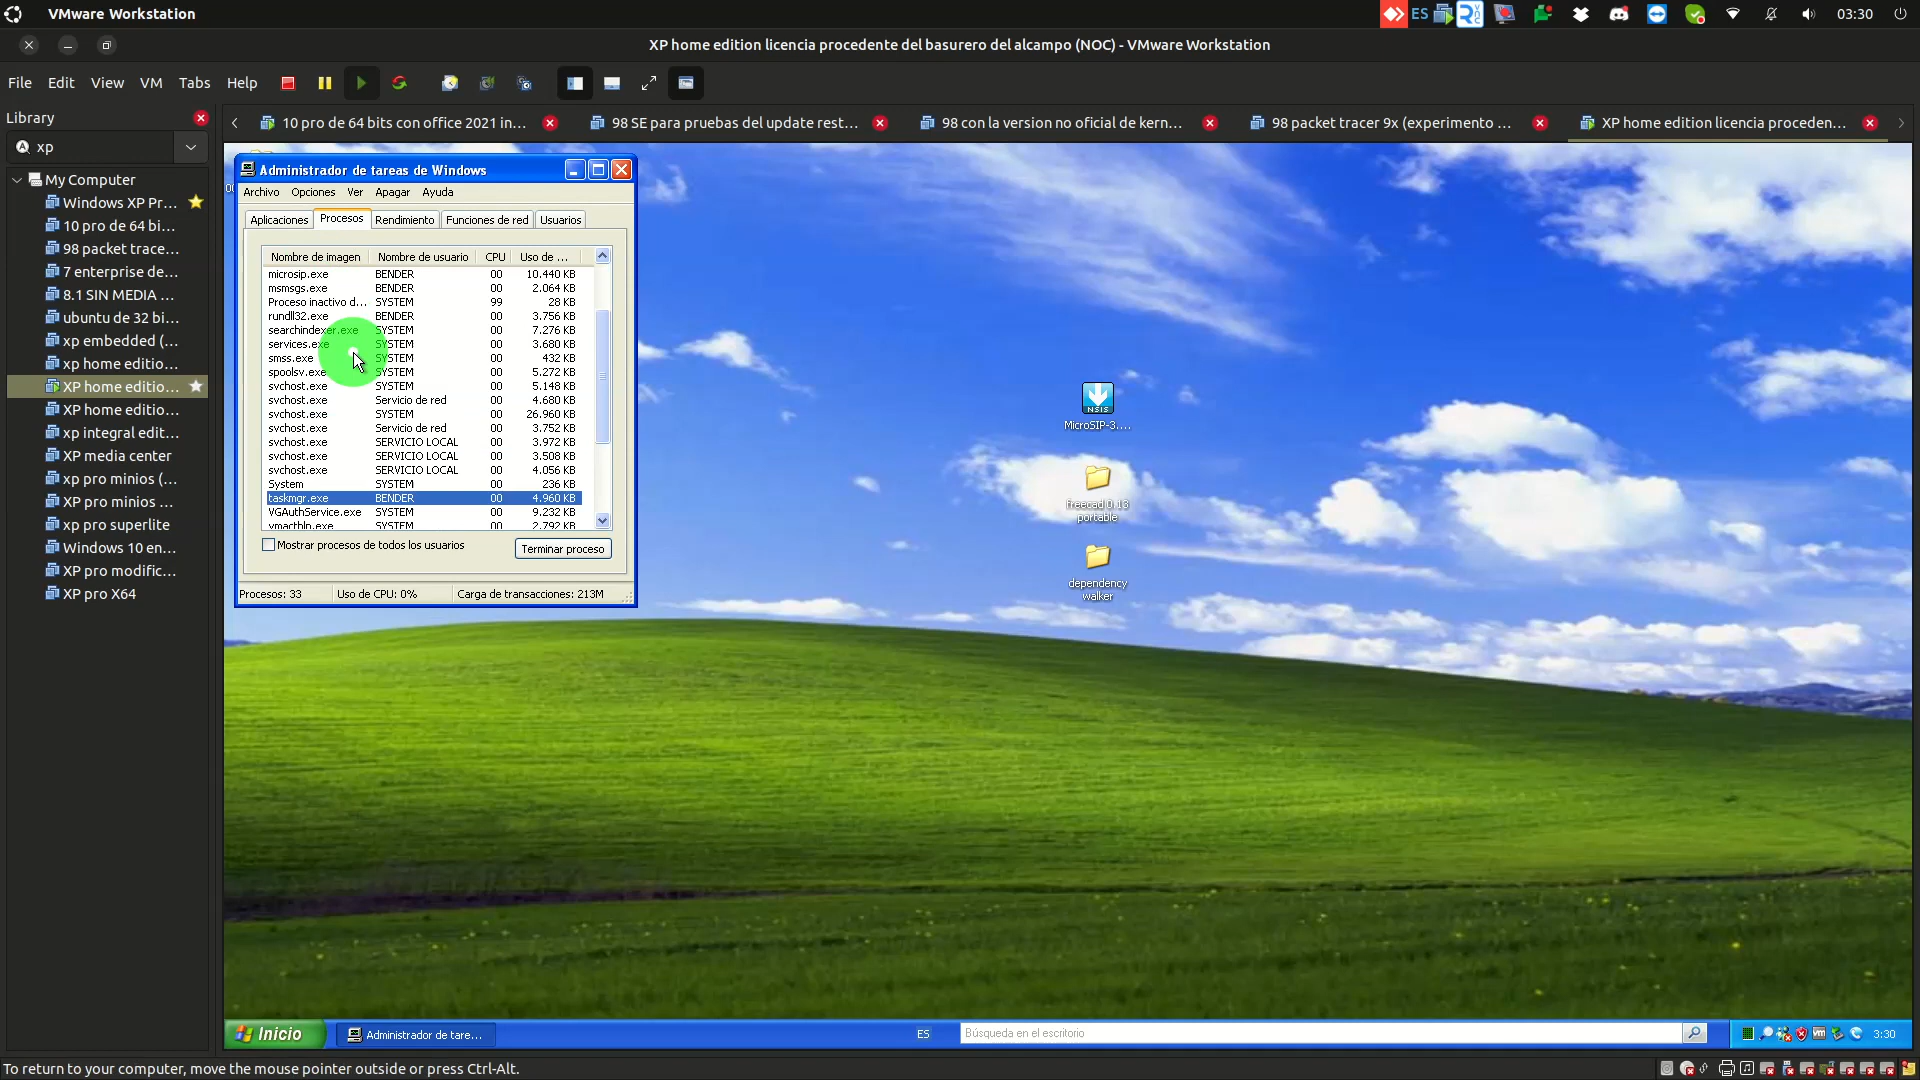 VMware Workstation
ES
03:30
XP home edition licencia procedente del basurero del alcampo (NOC) - VMware Workstation
File Edit View VM Tabs Help
Library
xp
10 pro de 64 bits con office 2021 in...
98 SE para pruebas del update rest...
98 con la version no oficial de kern...
98 packet tracer 9x (experimento ...
XP home edition licencia proceden...
My Computer
Windows XP Pr...
10 pro de 64 bi...
98 packet trace...
7 enterprise de...
8.1 SIN MEDIA ...
ubuntu de 32 bi...
xp embedded (...
xp home editio...
XP home editio...
XP home editio...
xp integral edit...
XP media center
xp pro minios (...
XP pro minios ...
xp pro superlite
Windows 10 en...
XP pro modific...
XP pro X64
Administrador de tareas de Windows
Archivo Opciones Ver Apagar Ayuda
Aplicaciones Procesos Rendimiento Funciones de red Usuarios
Nombre de imagen Nombre de usuario CPU Uso de ...
microsip.exe BENDER 00 10.440 KB
msmsgs.exe BENDER 00 2.064 KB
Proceso inactivo d... SYSTEM 99 28 KB
rundll32.exe BENDER 00 3.756 KB
searchindexer.exe SYSTEM 00 7.276 KB
services.exe SYSTEM 00 3.680 KB
smss.exe SYSTEM 00 432 KB
spoolsv.exe SYSTEM 00 5.272 KB
svchost.exe SYSTEM 00 5.148 KB
svchost.exe Servicio de red 00 4.680 KB
svchost.exe SYSTEM 00 26.960 KB
svchost.exe Servicio de red 00 3.752 KB
svchost.exe SERVICIO LOCAL 00 3.972 KB
svchost.exe SERVICIO LOCAL 00 3.508 KB
svchost.exe SERVICIO LOCAL 00 4.056 KB
System SYSTEM 00 236 KB
taskmgr.exe BENDER 00 4.960 KB
VGAuthService.exe SYSTEM 00 9.232 KB
vmacthlp.exe SYSTEM 00 2.792 KB
Mostrar procesos de todos los usuarios
Terminar proceso
Procesos: 33 Uso de CPU: 0% Carga de transacciones: 213M
NSIS
MicroSIP-3....
freecad 0.13
portable
dependency
walker
Inicio
Administrador de tare...
ES
Búsqueda en el escritorio
3:30
To return to your computer, move the mouse pointer outside or press Ctrl-Alt.